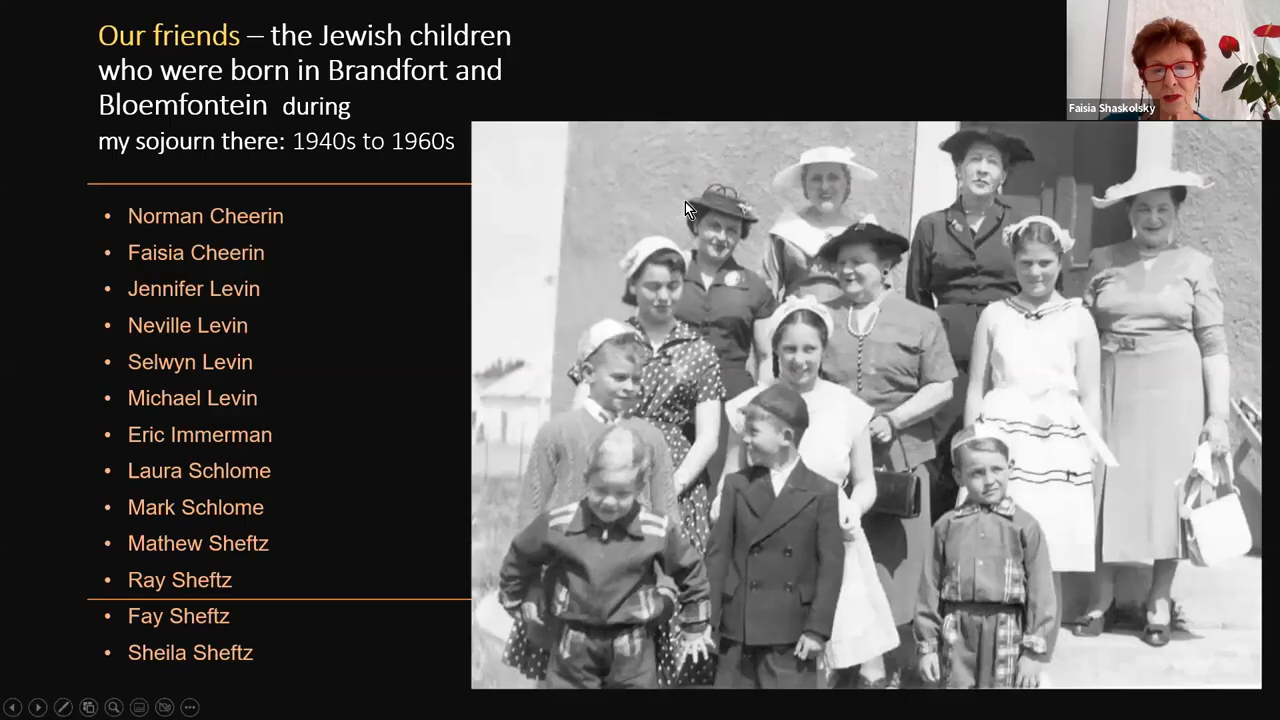 Our friends – the Jewish children
who were born in Brandfort and
Bloemfontein during
my sojourn there: 1940s to 1960s
Faisia Shaskolsky
• Norman Cheerin
• Faisia Cheerin
• Jennifer Levin
• Neville Levin
• Selwyn Levin
• Michael Levin
• Eric Immerman
• Laura Schlome
• Mark Schlome
• Mathew Sheftz
• Ray Sheftz
• Fay Sheftz
• Sheila Sheftz